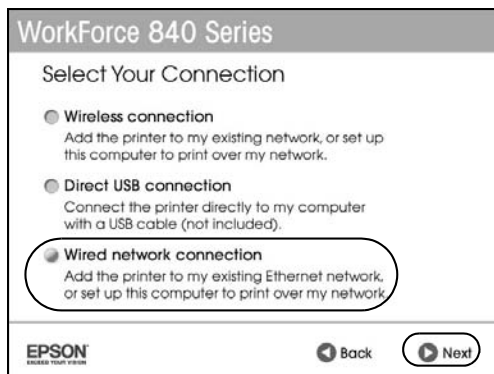 WorkForce 840 Series
Select Your Connection
Wireless connection
Add the printer to my existing network, or set up
this computer to print over my network.
Direct USB connection
Connect the printer directly to my computer
with a USB cable (not included).
Wired network connection
Add the printer to my existing Ethernet network,
or set up this computer to print over my network.
EPSON
EXCEED YOUR VISION
Back
Next